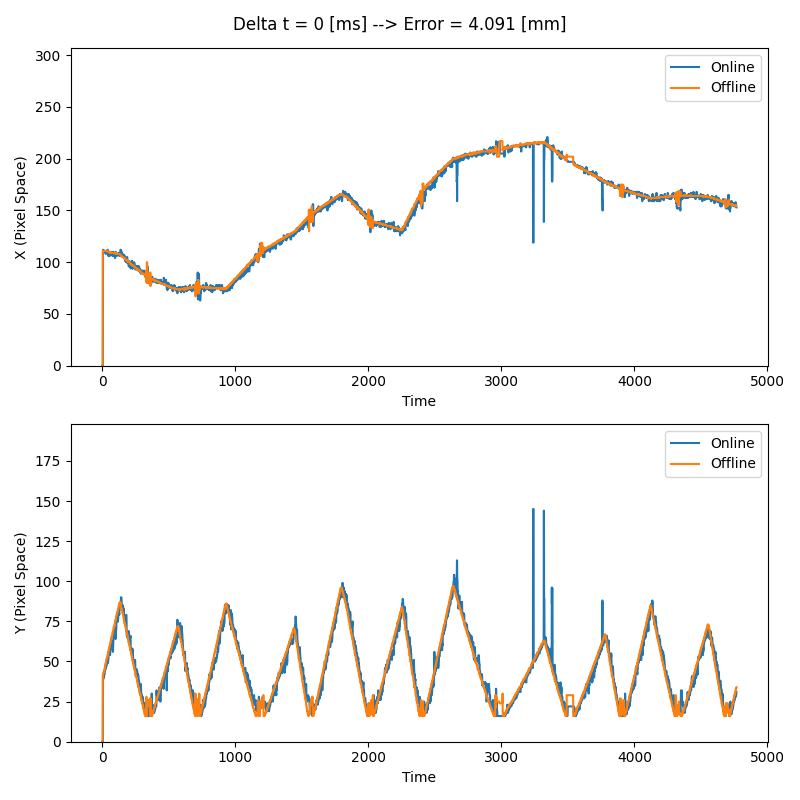 Delta t = 0 [ms] --> Error = 4.091 [mm]
300
250
200
150
100
50
0
X (Pixel Space)
Online
Offline
0 1000 2000 3000 4000 5000
Time
175
150
125
100
75
50
25
0
Y (Pixel Space)
Online
Offline
0 1000 2000 3000 4000 5000
Time